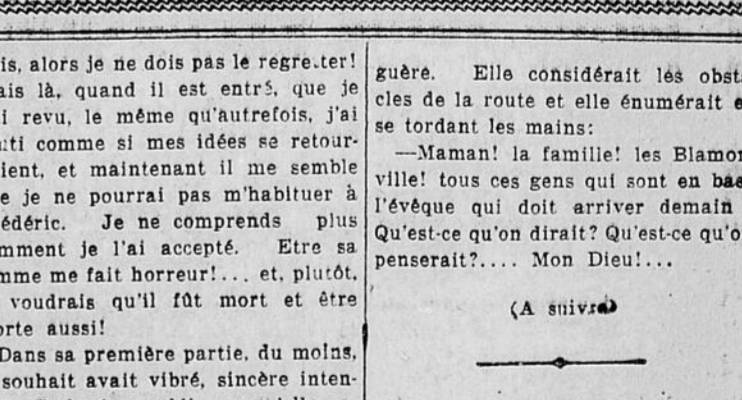 is, alors je ne dois pas le regretter!
ais là, quand il est entré, que je
i revu, le même qu'autrefois, j'ai
nti comme si mes idées se retour-
ient, et maintenant il me semble
e je ne pourrai pas m'habituer à
édéric. Je ne comprends plus
mment je l'ai accepté. Etre sa
mme me fait horreur!... et, plutôt,
voudrais qu'il fût mort et être
orte aussi!
Dans sa première partie, du moins,
souhait avait vibré, sincère inten-
guère. Elle considérait les obsta
cles de la route et elle énumérait e
se tordant les mains:
—Maman! la famille! les Blamon
ville! tous ces gens qui sont en bas
l'évêque qui doit arriver demain
Qu'est-ce qu'on dirait? Qu'est-ce qu'o
penserait?.... Mon Dieu!...
(A suivre)